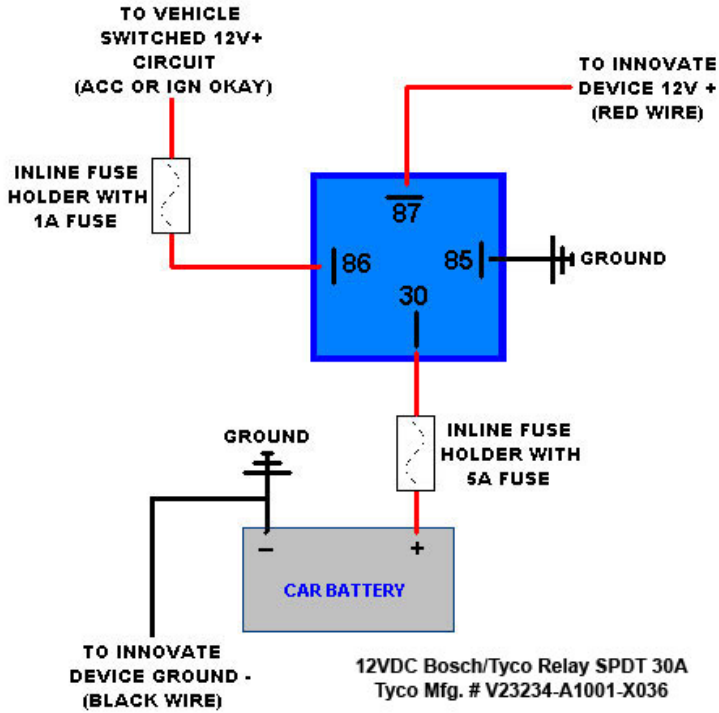 TO VEHICLE
SWITCHED 12V+
CIRCUIT
(ACC OR IGN OKAY)
TO INNOVATE
DEVICE 12V +
(RED WIRE)
INLINE FUSE
HOLDER WITH
1A FUSE
87
86
85
30
GROUND
INLINE FUSE
HOLDER WITH
5A FUSE
GROUND
– +
CAR BATTERY
TO INNOVATE
DEVICE GROUND -
(BLACK WIRE)
12VDC Bosch/Tyco Relay SPDT 30A
Tyco Mfg. # V23234-A1001-X036